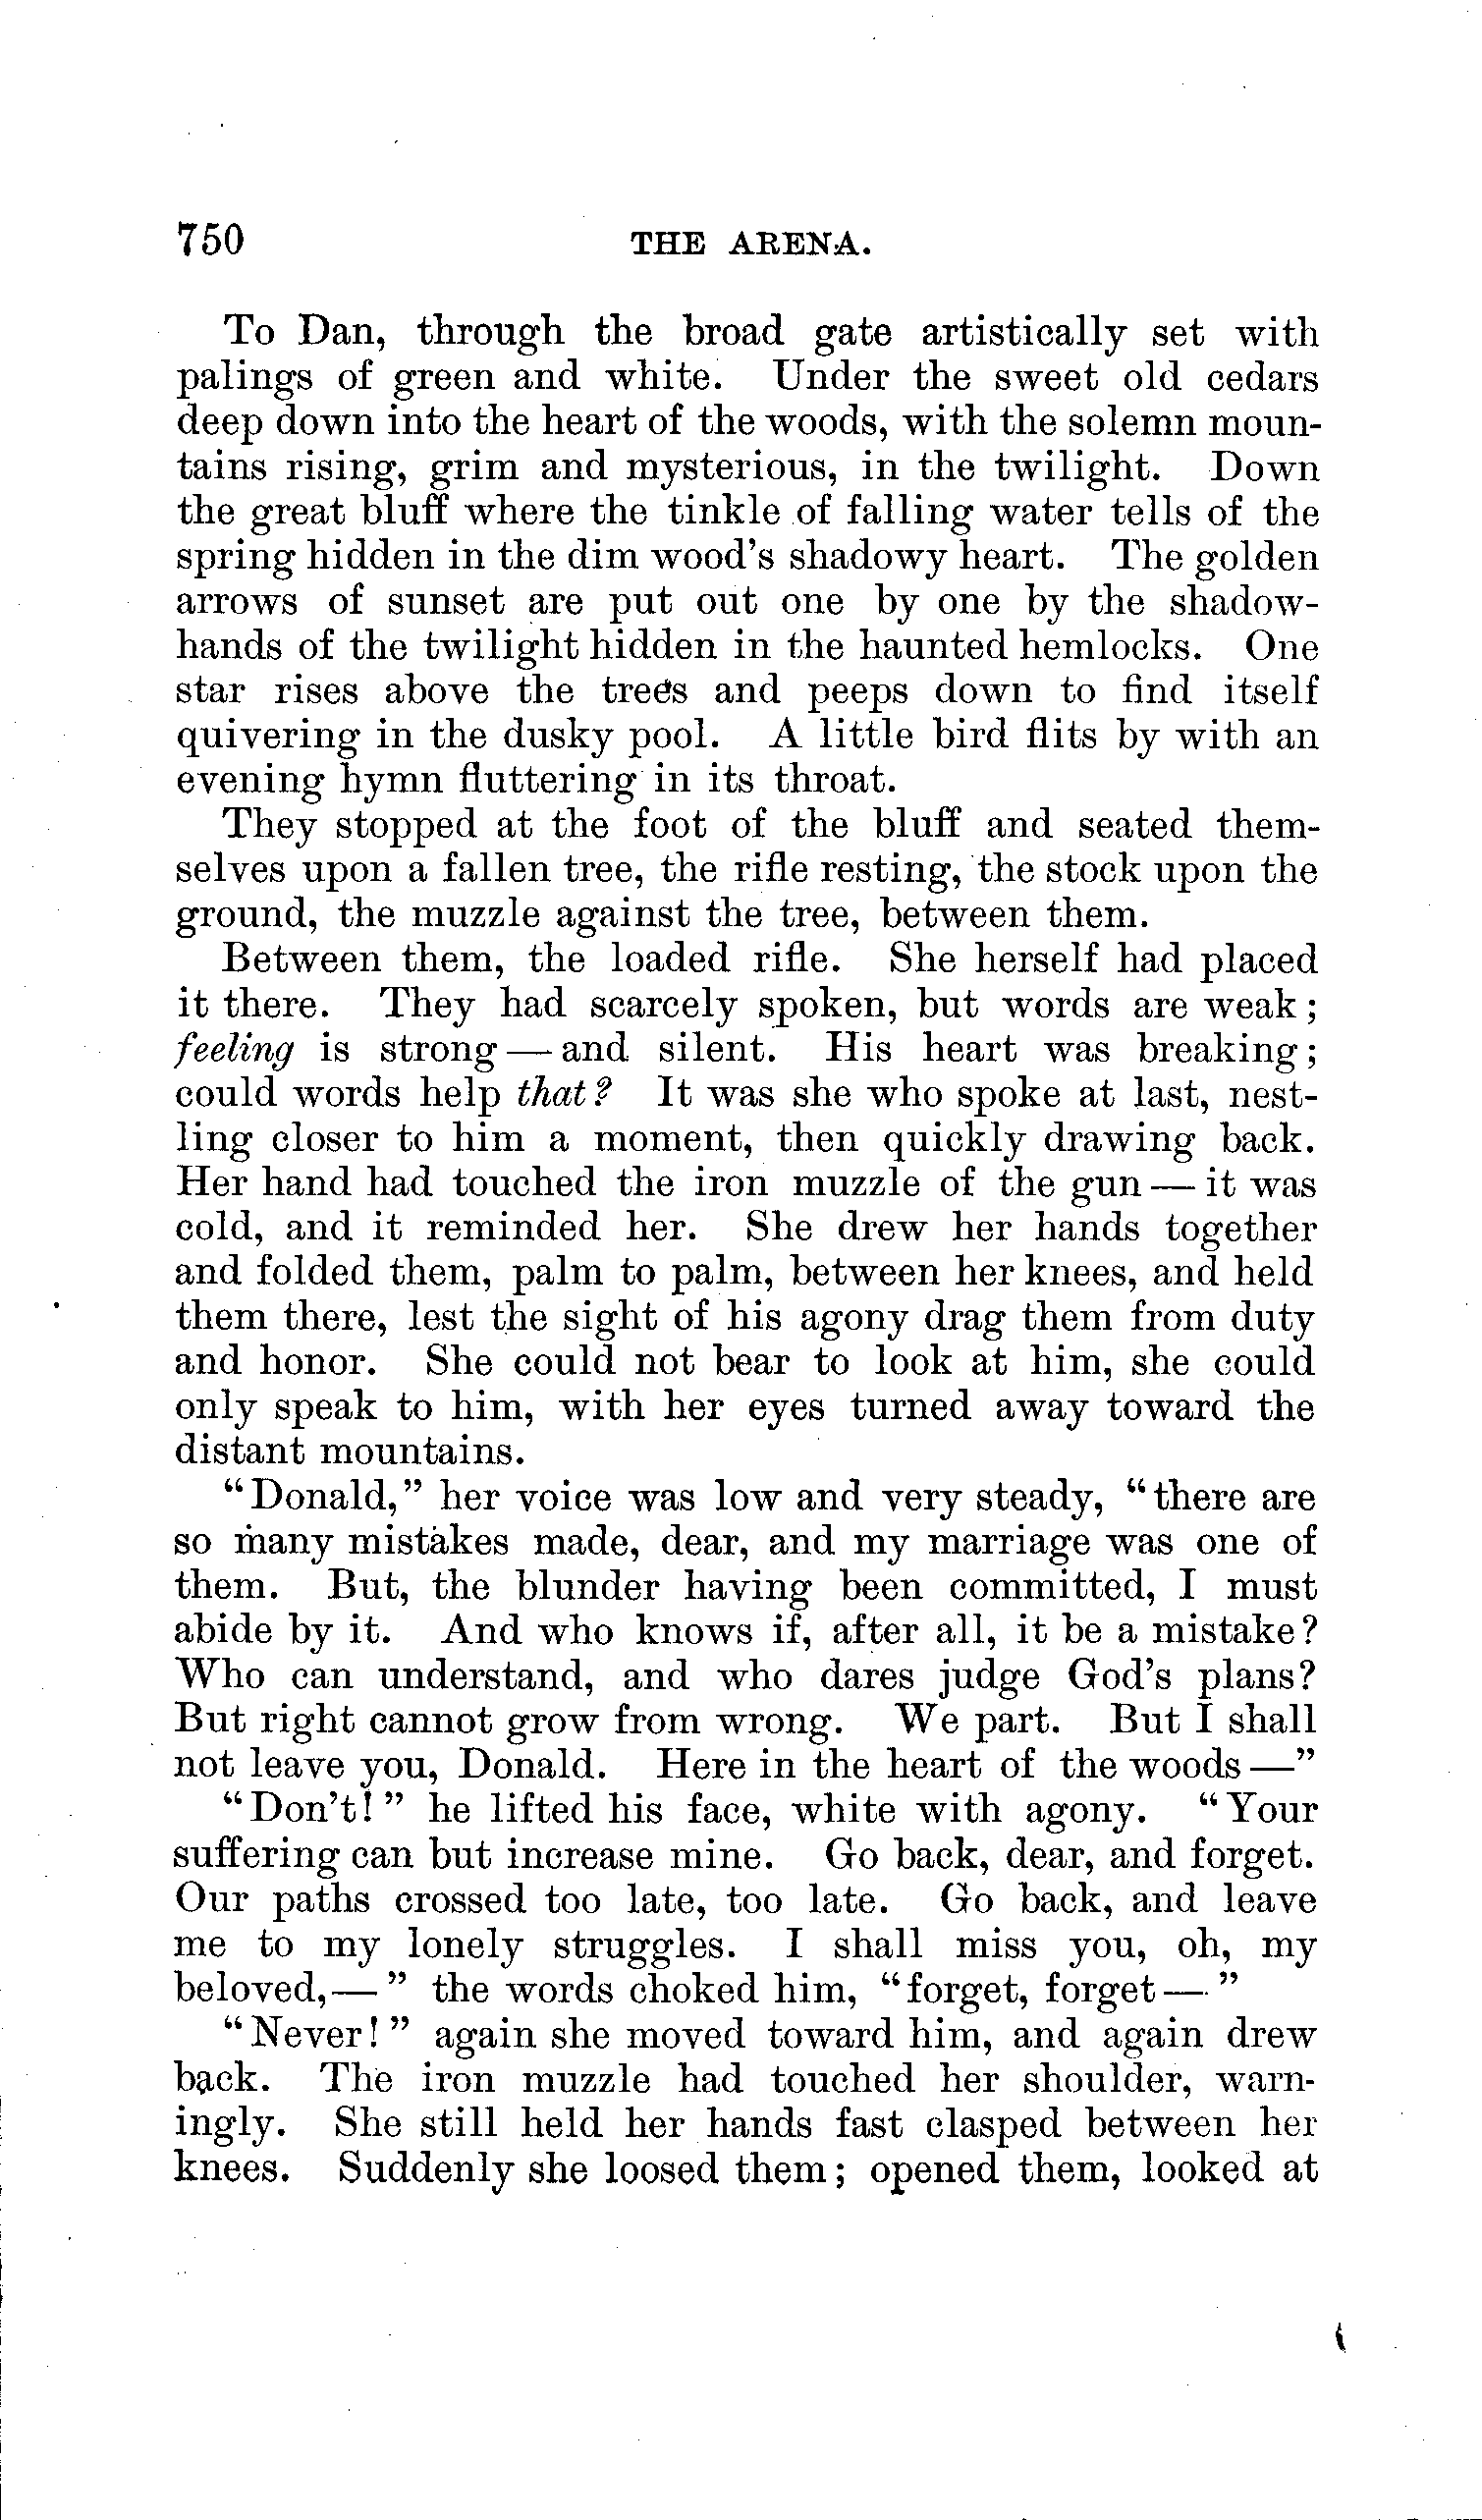 750 THE ARENA.
To Dan, through the broad gate artistically set with
palings of green and white. Under the sweet old cedars
deep down into the heart of the woods, with the solemn moun-
tains rising, grim and mysterious, in the twilight. Down
the great bluff where the tinkle of falling water tells of the
spring hidden in the dim wood's shadowy heart. The golden
arrows of sunset are put out one by one by the shadow-
hands of the twilight hidden in the haunted hemlocks. One
star rises above the trees and peeps down to find itself
quivering in the dusky pool. A little bird flits by with an
evening hymn fluttering in its throat.
They stopped at the foot of the bluff and seated them-
selves upon a fallen tree, the rifle resting, the stock upon the
ground, the muzzle against the tree, between them.
Between them, the loaded rifle. She herself had placed
it there. They had scarcely spoken, but words are weak;
feeling is strong — and silent. His heart was breaking;
could words help that? It was she who spoke at last, nest-
ling closer to him a moment, then quickly drawing back.
Her hand had touched the iron muzzle of the gun — it was
cold, and it reminded her. She drew her hands together
and folded them, palm to palm, between her knees, and held
them there, lest the sight of his agony drag them from duty
and honor. She could not bear to look at him, she could
only speak to him, with her eyes turned away toward the
distant mountains.
"Donald," her voice was low and very steady, "there are
so many mistakes made, dear, and my marriage was one of
them. But, the blunder having been committed, I must
abide by it. And who knows if, after all, it be a mistake?
Who can understand, and who dares judge God's plans?
But right cannot grow from wrong. We part. But I shall
not leave you, Donald. Here in the heart of the woods —"
"Don't!" he lifted his face, white with agony. "Your
suffering can but increase mine. Go back, dear, and forget.
Our paths crossed too late, too late. Go back, and leave
me to my lonely struggles. I shall miss you, oh, my
beloved,—" the words choked him, "forget, forget —"
"Never!" again she moved toward him, and again drew
back. The iron muzzle had touched her shoulder, warn-
ingly. She still held her hands fast clasped between her
knees. Suddenly she loosed them; opened them, looked at